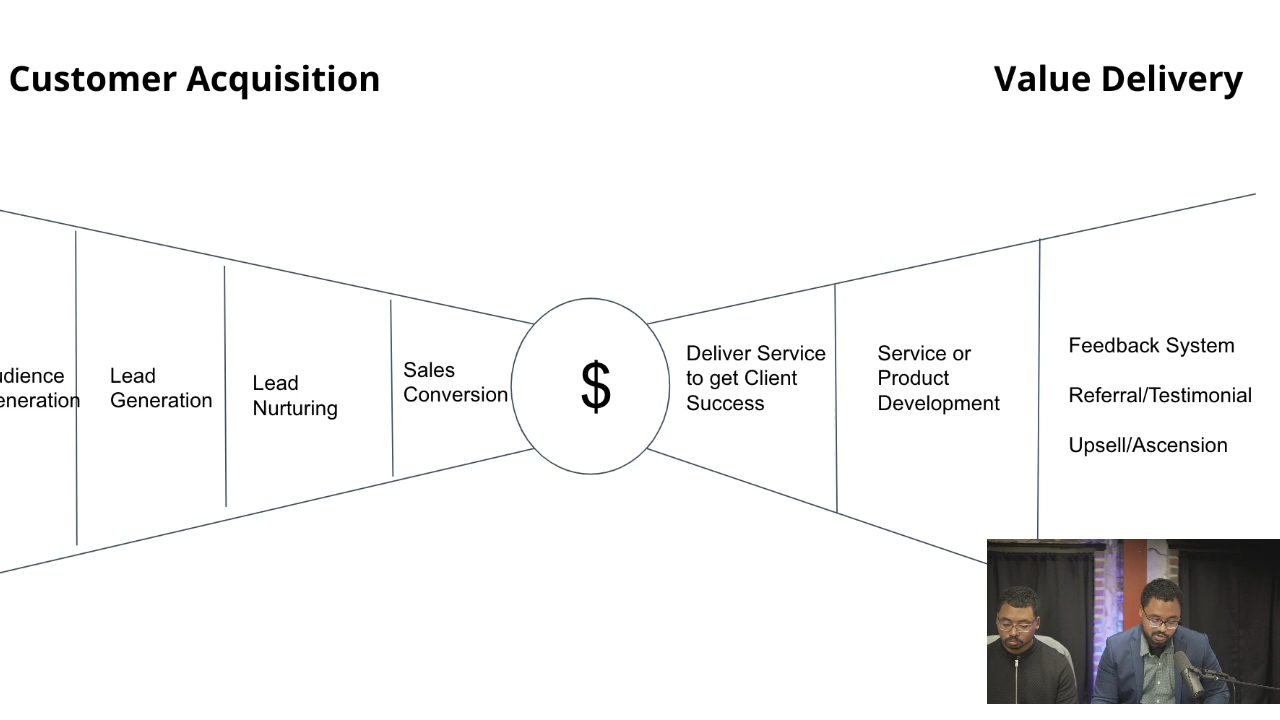 Customer Acquisition
Value Delivery
udience
eneration
Lead
Generation
Lead
Nurturing
Sales
Conversion
$
Deliver Service
to get Client
Success
Service or
Product
Development
Feedback System
Referral/Testimonial
Upsell/Ascension